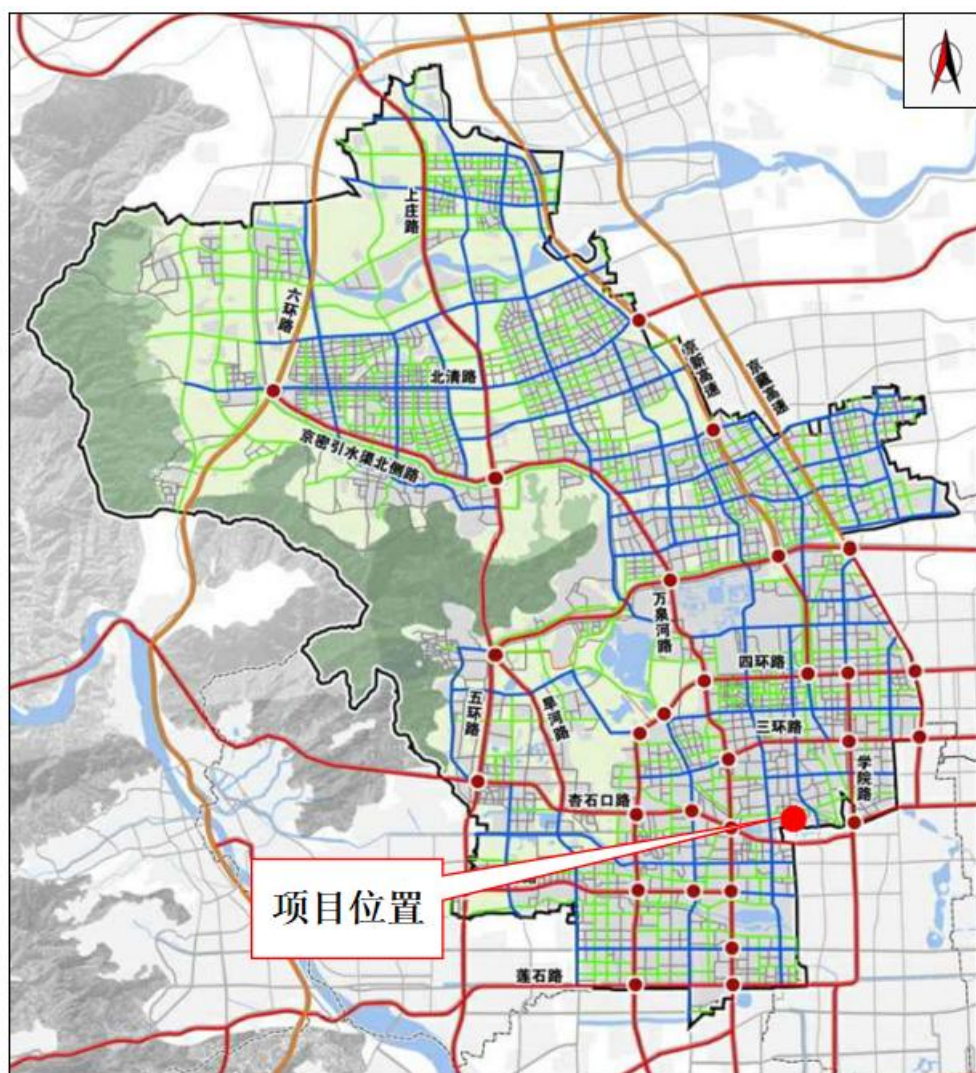 上庄路
六环路
京新高速
京藏高速
北清路
京密引水渠北侧路
万泉河路
四环路
五环路
旱河路
三环路
学院路
杏石口路
项目位置
莲石路